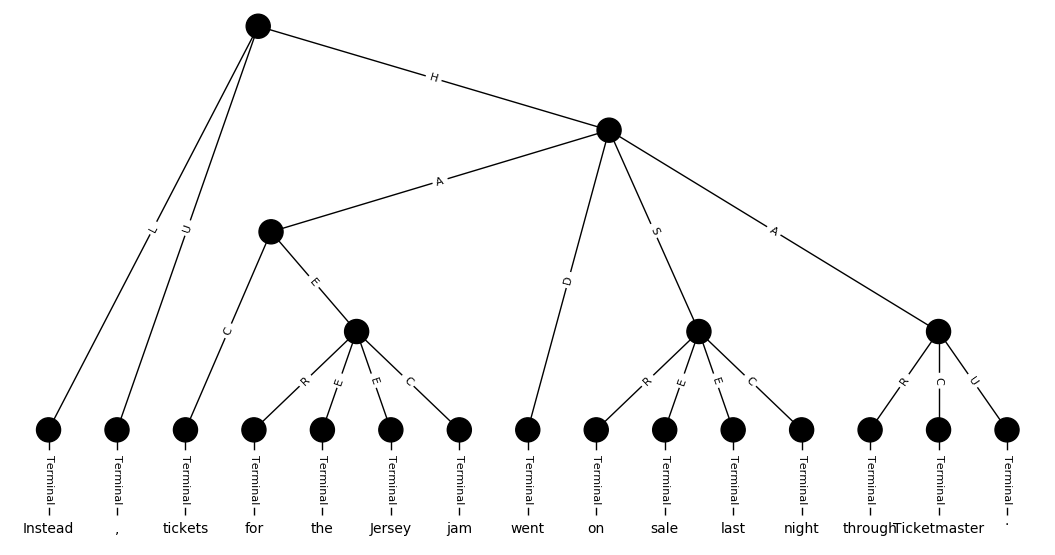 H
A
L
U
S
A
E
D
C
R
E
E
C
R
E
E
C
R
C
U
Terminal Terminal Terminal Terminal Terminal Terminal Terminal Terminal Terminal Terminal Terminal Terminal Terminal Terminal Terminal
Instead , tickets for the Jersey jam went on sale last night through Ticketmaster .